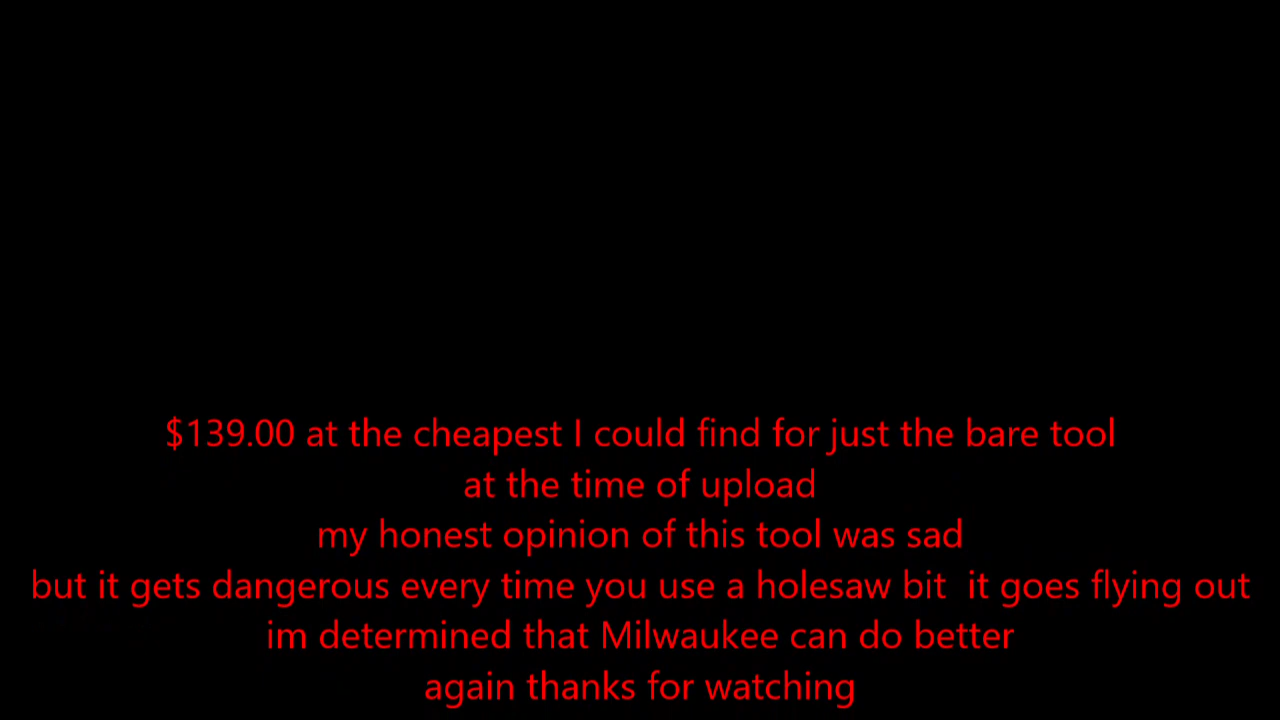 $139.00 at the cheapest I could find for just the bare tool
at the time of upload
my honest opinion of this tool was sad
but it gets dangerous every time you use a holesaw bit  it goes flying out
im determined that Milwaukee can do better
again thanks for watching